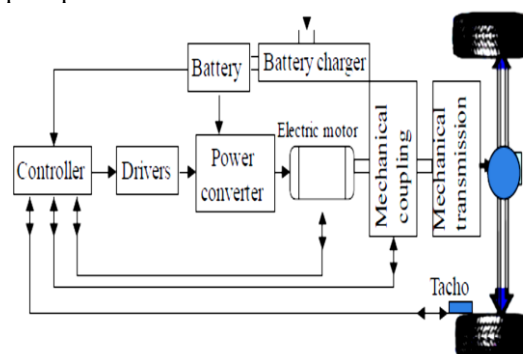 Battery
Battery charger
Electric motor
Controller
Drivers
Power
converter
Mechanical
coupling
Mechanical
transmission
Tacho